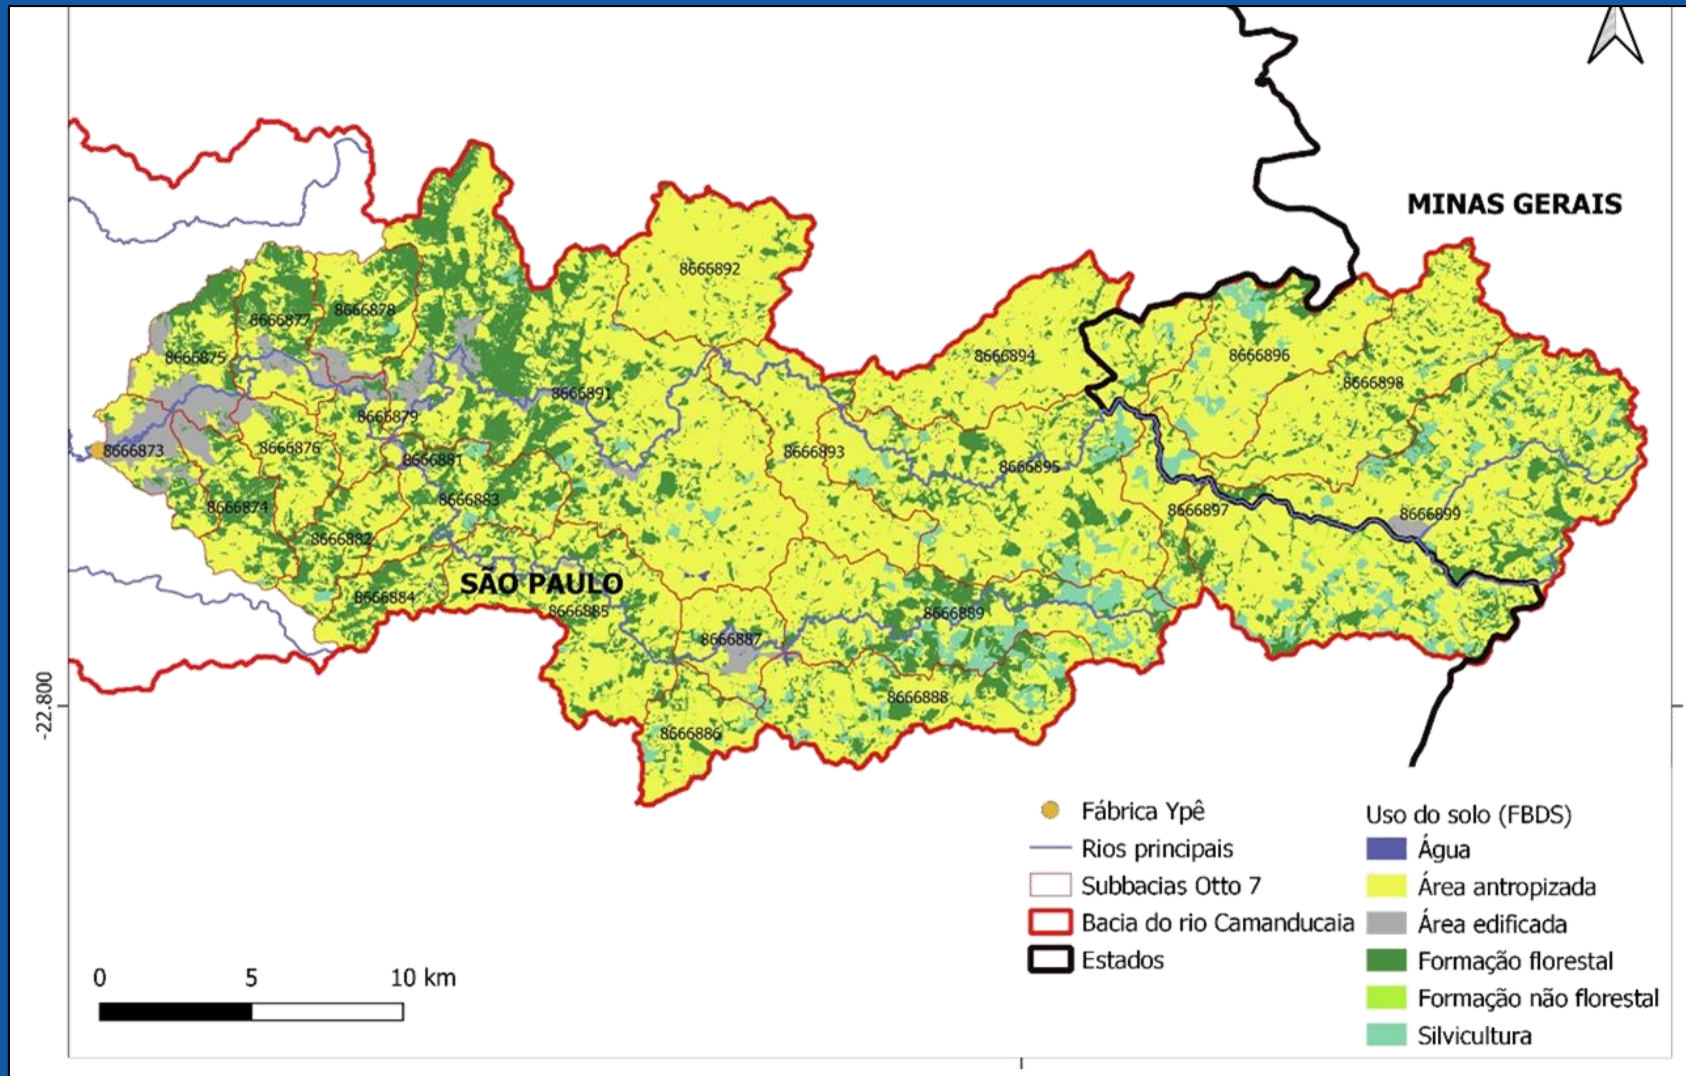 MINAS GERAIS
8666892
8666878
8666877
8666875
8666894
8666896
8666898
8666891
8666879
8666873
8666876
8666881
8666893
8666895
8666883
8666874
8666897
8666899
8666882
SÃO PAULO
8666884
8666885
8666889
8666887
8666888
8666886
-22.800
Fábrica Ypê
Rios principais
Subbacias Otto 7
Bacia do rio Camanducaia
Estados
Uso do solo (FBDS)
Água
Área antropizada
Área edificada
Formação florestal
Formação não florestal
Silvicultura
0 5 10 km